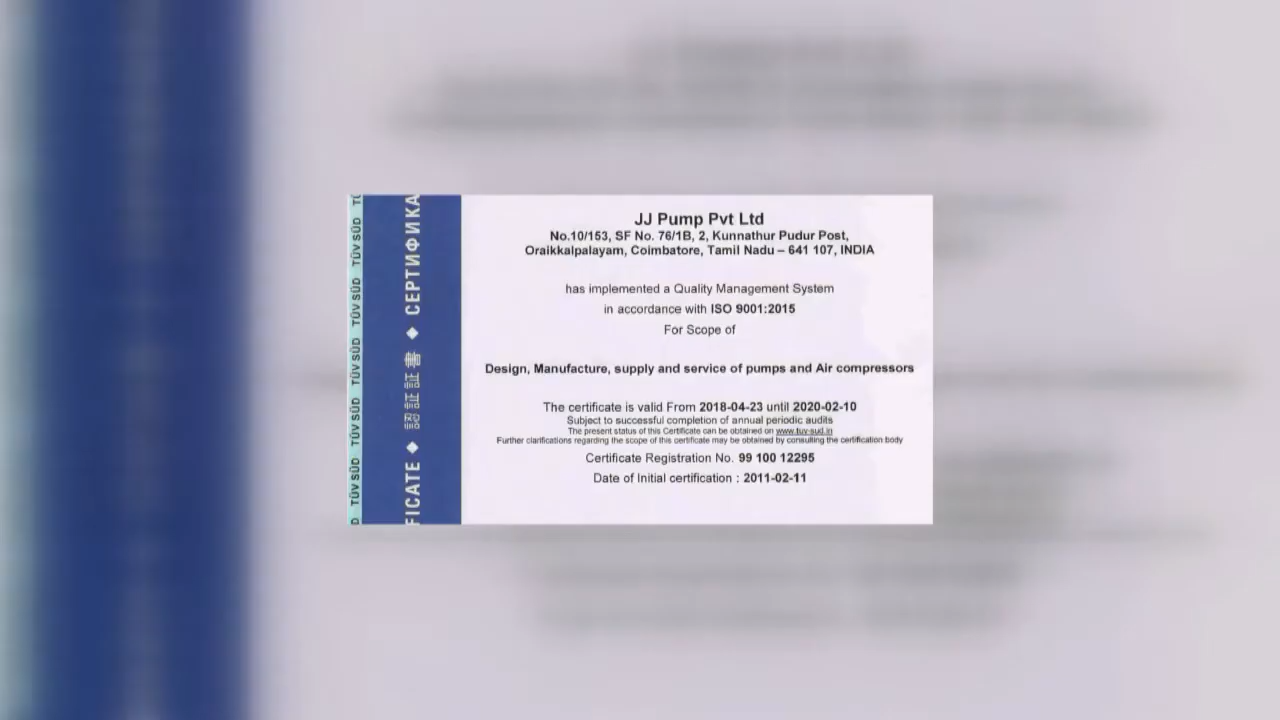 JJ Pump Pvt Ltd
No.10/153, SF No. 76/1B, 2, Kunnathur Pudur Post,
Oraikkalpalayam, Coimbatore, Tamil Nadu – 641 107, INDIA
has implemented a Quality Management System
in accordance with ISO 9001:2015
For Scope of
Design, Manufacture, supply and service of pumps and Air compressors
The certificate is valid From 2018-04-23 until 2020-02-10
Subject to successful completion of annual periodic audits
The present status of this Certificate can be obtained on www.tuv-sud.in
Further clarifications regarding the scope of this certificate may be obtained by consulting the certification body
Certificate Registration No. 99 100 12295
Date of Initial certification : 2011-02-11
FICATE ◆ 認証証書 ◆ СЕРТИФИКА
D TÜV SÜD TÜV SÜD TÜV SÜD TÜV SÜD TÜV SÜD TÜ